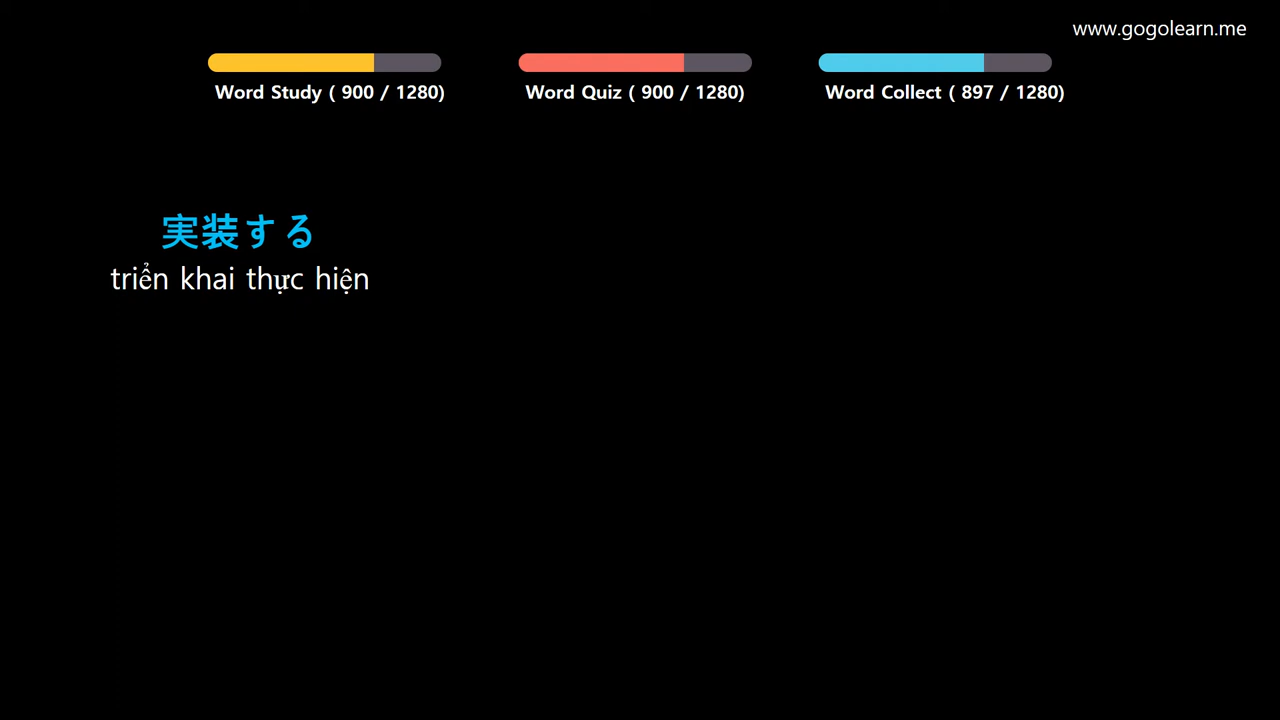 www.gogolearn.me
Word Study ( 900 / 1280)
Word Quiz ( 900 / 1280)
Word Collect ( 897 / 1280)
実装する
triển khai thực hiện